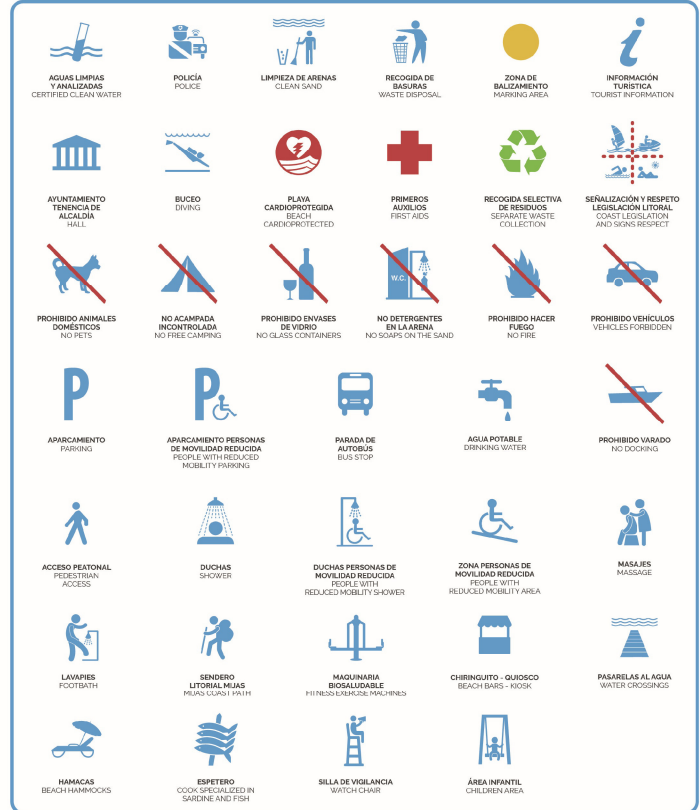 AGUAS LIMPIAS
Y ANALIZADAS
CERTIFIED CLEAN WATER
POLICÍA
POLICE
LIMPIEZA DE ARENAS
CLEAN SAND
RECOGIDA DE
BASURAS
WASTE DISPOSAL
ZONA DE
BALIZAMIENTO
MARKING AREA
INFORMACIÓN
TURÍSTICA
TOURIST INFORMATION
AYUNTAMIENTO
TENENCIA DE
ALCALDÍA
HALL
BUCEO
DIVING
PLAYA
CARDIOPROTEGIDA
BEACH
CARDIOPROTECTED
PRIMEROS
AUXILIOS
FIRST AIDS
RECOGIDA SELECTIVA
DE RESIDUOS
SEPARATE WASTE
COLLECTION
SEÑALIZACIÓN Y RESPETO
LEGISLACIÓN LITORAL
COAST LEGISLATION
AND SIGNS RESPECT
PROHIBIDO ANIMALES
DOMÉSTICOS
NO PETS
NO ACAMPADA
INCONTROLADA
NO FREE CAMPING
PROHIBIDO ENVASES
DE VIDRIO
NO GLASS CONTAINERS
W.C.
NO DETERGENTES
EN LA ARENA
NO SOAPS ON THE SAND
PROHIBIDO HACER
FUEGO
NO FIRE
PROHIBIDO VEHÍCULOS
VEHICLES FORBIDDEN
P
APARCAMIENTO
PARKING
P
APARCAMIENTO PERSONAS
DE MOVILIDAD REDUCIDA
PEOPLE WITH REDUCED
MOBILITY PARKING
PARADA DE
AUTOBÚS
BUS STOP
AGUA POTABLE
DRINKING WATER
PROHIBIDO VARADO
NO DOCKING
ACCESO PEATONAL
PEDESTRIAN
ACCESS
DUCHAS
SHOWER
DUCHAS PERSONAS DE
MOVILIDAD REDUCIDA
PEOPLE WITH
REDUCED MOBILITY SHOWER
ZONA PERSONAS DE
MOVILIDAD REDUCIDA
PEOPLE WITH
REDUCED MOBILITY AREA
MASAJES
MASSAGE
LAVAPIES
FOOTBATH
SENDERO
LITORIAL MIJAS
MIJAS COAST PATH
MAQUINARIA
BIOSALUDABLE
FITNESS EXERCISE MACHINES
CHIRINGUITO - QUIOSCO
BEACH BARS - KIOSK
PASARELAS AL AGUA
WATER CROSSINGS
HAMACAS
BEACH HAMMOCKS
ESPETERO
COOK SPECIALIZED IN
SARDINE AND FISH
SILLA DE VIGILANCIA
WATCH CHAIR
ÁREA INFANTIL
CHILDREN AREA